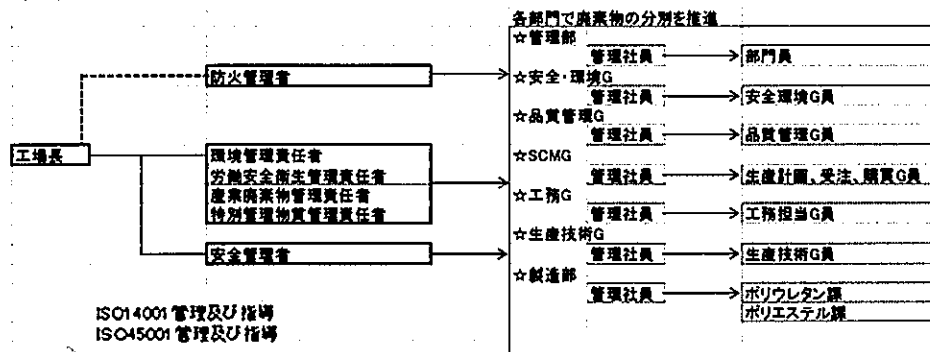 各部門で廃棄物の分別を推進
☆管理部
管理社員
部門員
防火管理者
☆安全・環境G
管理社員
安全環境G員
☆品質管理G
管理社員
品質管理G員
工場長
環境管理責任者
労働安全衛生管理責任者
産業廃棄物管理責任者
特別管理物質管理責任者
☆SCMG
管理社員
生産計画、受注、購買G員
☆工務G
管理社員
工務担当G員
☆生産技術G
安全管理者
管理社員
生産技術G員
☆製造部
管理社員
ポリウレタン課
ポリエステル課
ISO14001管理及び指導
ISO45001管理及び指導